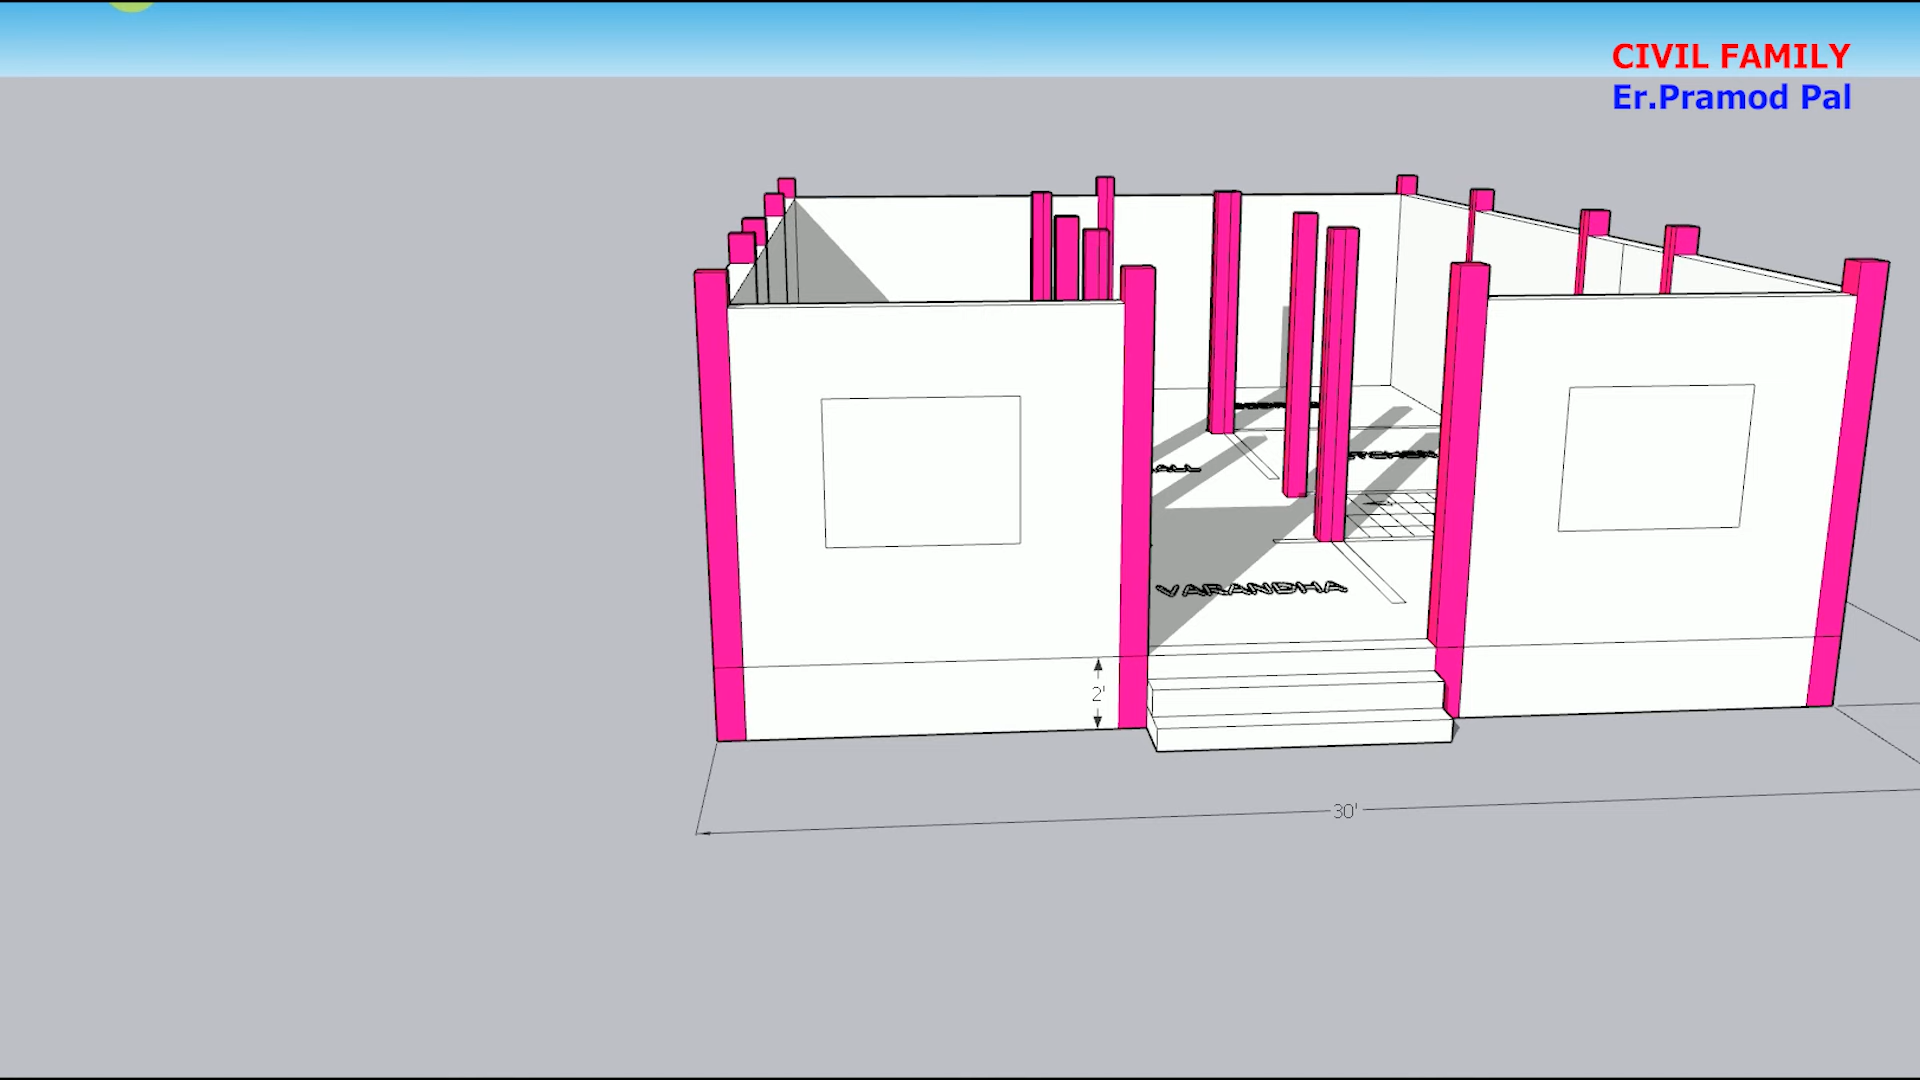 CIVIL FAMILY
Er.Pramod Pal
VARANDHA
2'
30'